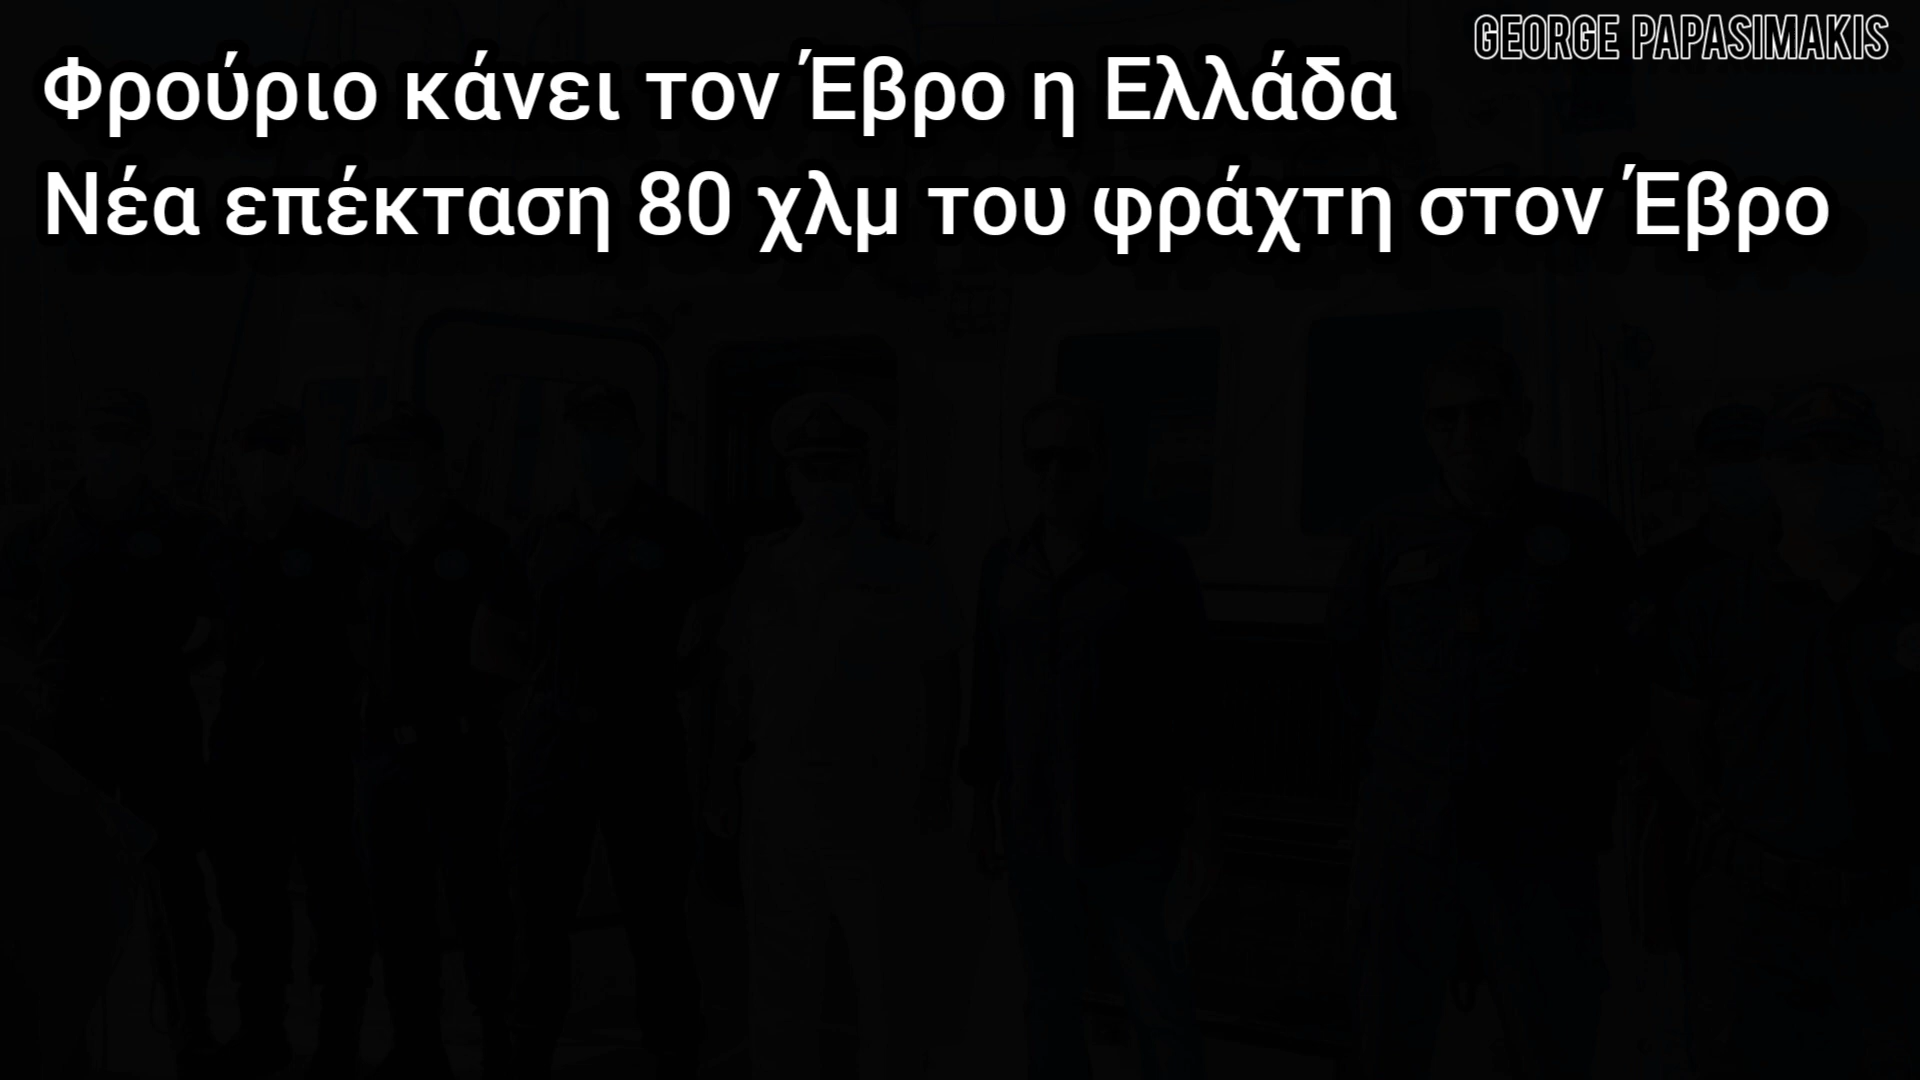 GEORGE PAPASIMAKIS
Φρούριο κάνει τον Έβρο η Ελλάδα
Νέα επέκταση 80 χλμ του φράχτη στον Έβρο